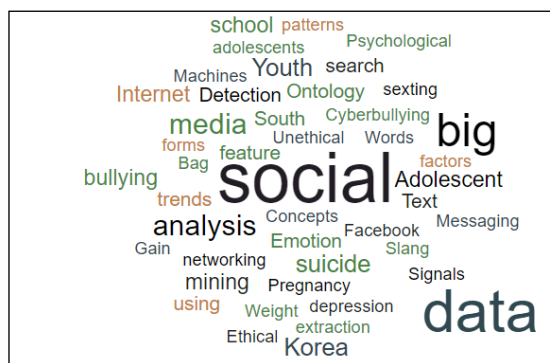 school patterns
adolescents Psychological
Machines Youth search
Internet Detection Ontology sexting
media South Cyberbullying big
forms Unethical Words
Bag feature factors
bullying social Adolescent
trends Text
analysis Concepts Facebook Messaging
Gain Emotion Slang
networking suicide Signals
mining Pregnancy data
using Weight depression
Ethical extraction
Korea